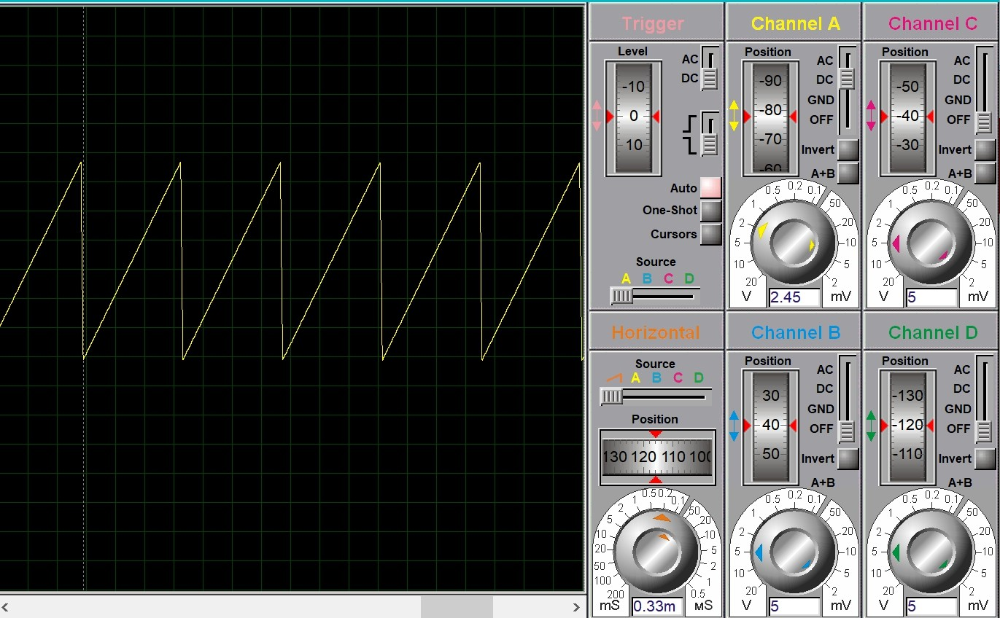 Trigger
Level
AC
DC
-10
0
10
Auto
One-Shot
Cursors
Source
A B C D
Channel A
Position
AC
DC
GND
OFF
-90
-80
-70
-60
Invert
A+B
0.5 0.2 0.1
1
2
5
10
20
50
20
10
5
2
V
2.45
mV
Channel C
Position
AC
DC
GND
OFF
-50
-40
-30
Invert
A+B
0.5 0.2 0.1
1
2
5
10
20
50
20
10
5
2
V
5
mV
Horizontal
Source
A B C D
Position
130 120 110 100
0.5 0.2 0.1
1
2
5
10
20
50
100
200
50
20
10
5
2
1
0.5
mS
0.33m
мS
Channel B
Position
AC
DC
GND
OFF
30
40
50
Invert
A+B
0.5 0.2 0.1
1
2
5
10
20
50
20
10
5
2
V
5
mV
Channel D
Position
AC
DC
GND
OFF
-130
-120
-110
Invert
A+B
0.5 0.2 0.1
1
2
5
10
20
50
20
10
5
2
V
5
mV